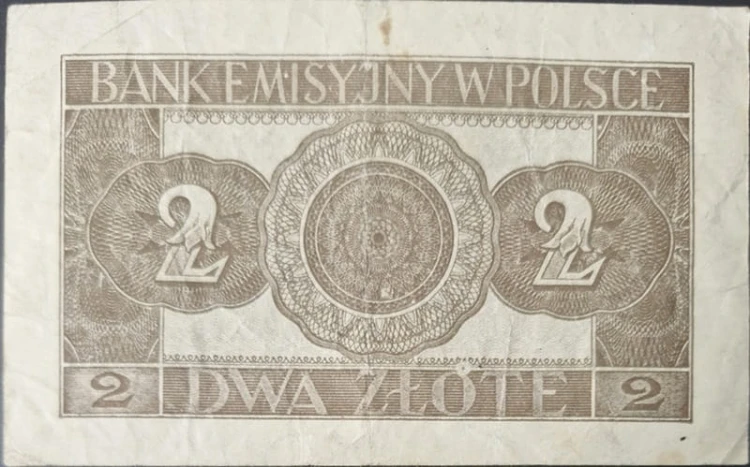 BANK EMISYJNY W POLSCE
2 2
2 DWA ZŁOTE 2